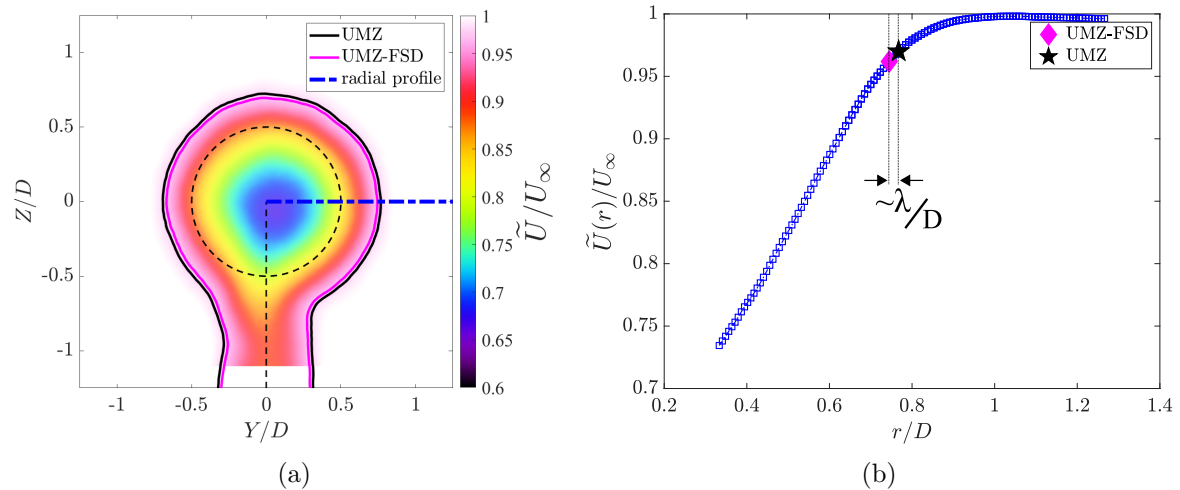 UMZ
UMZ-FSD
radial profile
1
0.5
0
-0.5
-1
Z/D
-1
-0.5
0
0.5
1
Y/D
1
0.95
0.9
0.85
0.8
0.75
0.7
0.65
0.6
Ũ/U∞
(a)
1
0.95
0.9
0.85
0.8
0.75
0.7
Ũ(r)/U∞
UMZ-FSD
UMZ
~λ/D
0.2
0.4
0.6
0.8
1
1.2
1.4
r/D
(b)